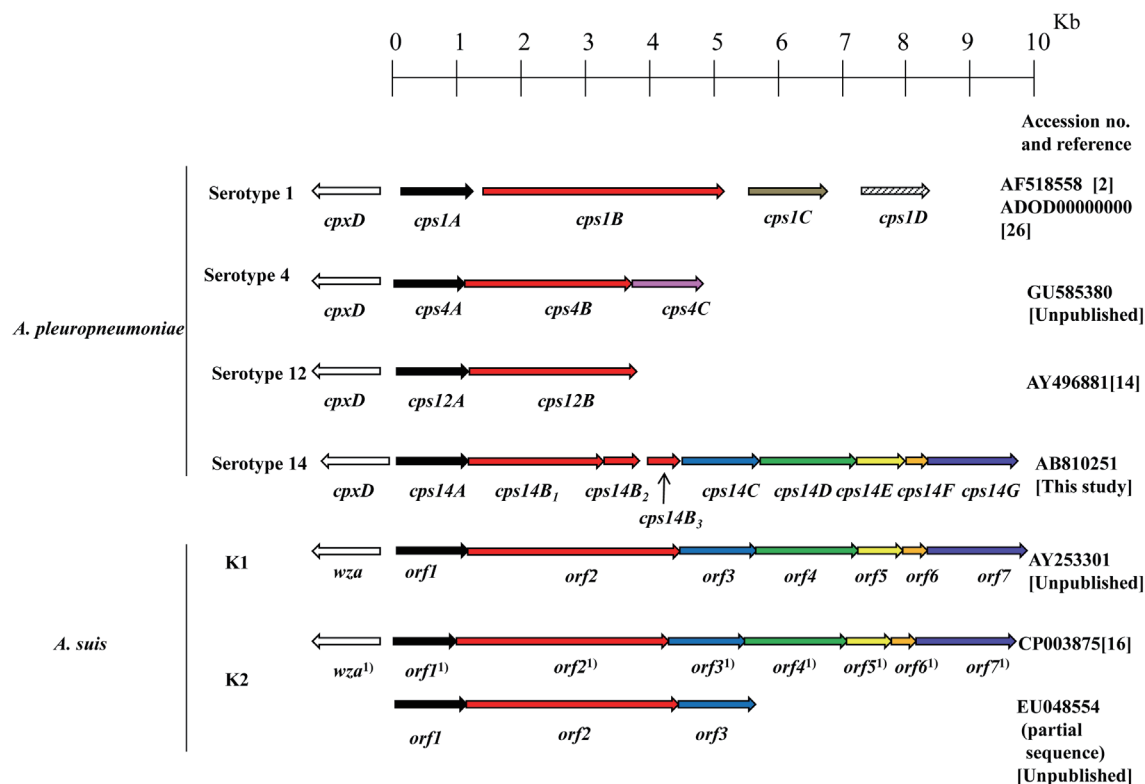 Kb
0 1 2 3 4 5 6 7 8 9 10
Accession no.
and reference
Serotype 1
cpxD cps1A cps1B cps1C cps1D
AF518558 [2]
ADOD00000000
[26]
Serotype 4
cpxD cps4A cps4B cps4C
GU585380
[Unpublished]
A. pleuropneumoniae
Serotype 12
cpxD cps12A cps12B
AY496881[14]
Serotype 14
cpxD cps14A cps14B1 cps14B2 cps14C cps14D cps14E cps14F cps14G
cps14B3
AB810251
[This study]
K1
wza orf1 orf2 orf3 orf4 orf5 orf6 orf7
AY253301
[Unpublished]
A. suis
K2
wza1) orf11) orf21) orf31) orf41) orf51) orf61) orf71)
CP003875[16]
orf1 orf2 orf3
EU048554
(partial
sequence)
[Unpublished]